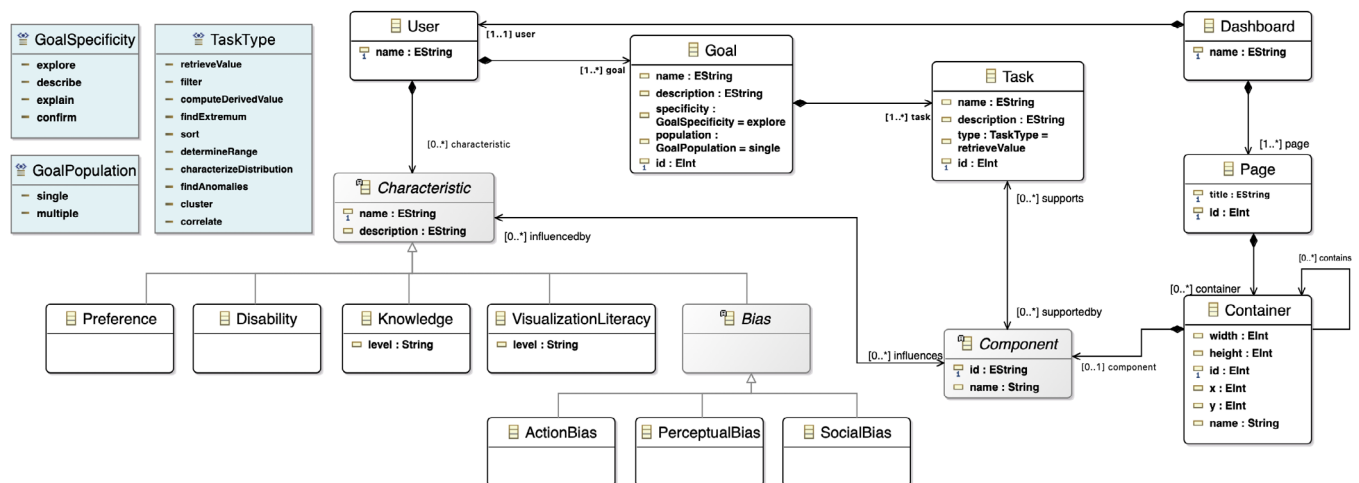 GoalSpecificity
explore
describe
explain
confirm
GoalPopulation
single
multiple
TaskType
retrieveValue
filter
computeDerivedValue
findExtremum
sort
determineRange
characterizeDistribution
findAnomalies
cluster
correlate
User
name : EString
[1..1] user
[1..*] goal
[0..*] characteristic
Goal
name : EString
description : EString
specificity :
GoalSpecificity = explore
population :
GoalPopulation = single
id : EInt
[1..*] task
Task
name : EString
description : EString
type : TaskType =
retrieveValue
id : EInt
[0..*] supports
[0..*] supportedby
Dashboard
name : EString
[1..*] page
Page
title : EString
id : EInt
[0..*] contains
[0..*] container
Container
width : EInt
height : EInt
id : EInt
x : EInt
y : EInt
name : String
[0..1] component
Component
id : EString
name : String
[0..*] influences
[0..*] influencedby
Characteristic
name : EString
description : EString
Preference
Disability
Knowledge
level : String
VisualizationLiteracy
level : String
Bias
ActionBias
PerceptualBias
SocialBias